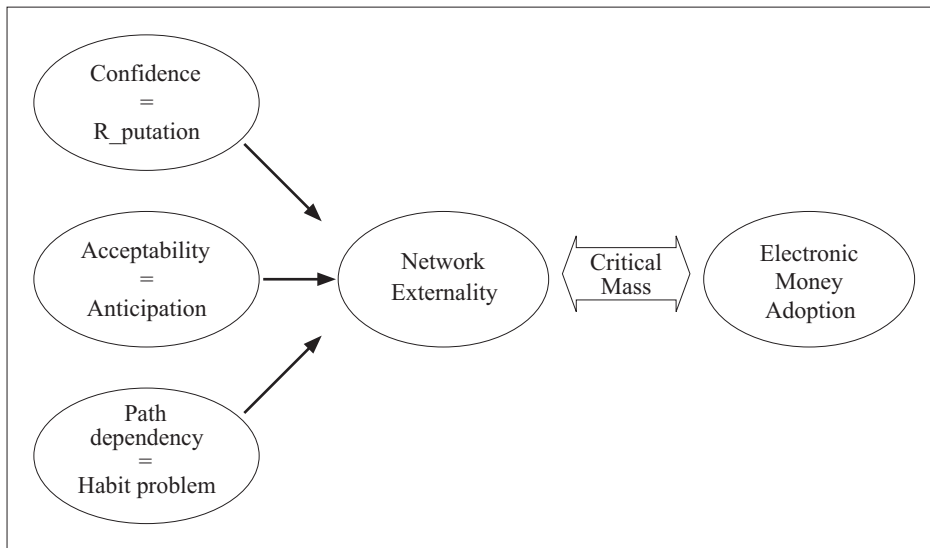 Confidence
=
R_putation
Acceptability
=
Anticipation
Path
dependency
=
Habit problem
Network
Externality
Critical
Mass
Electronic
Money
Adoption